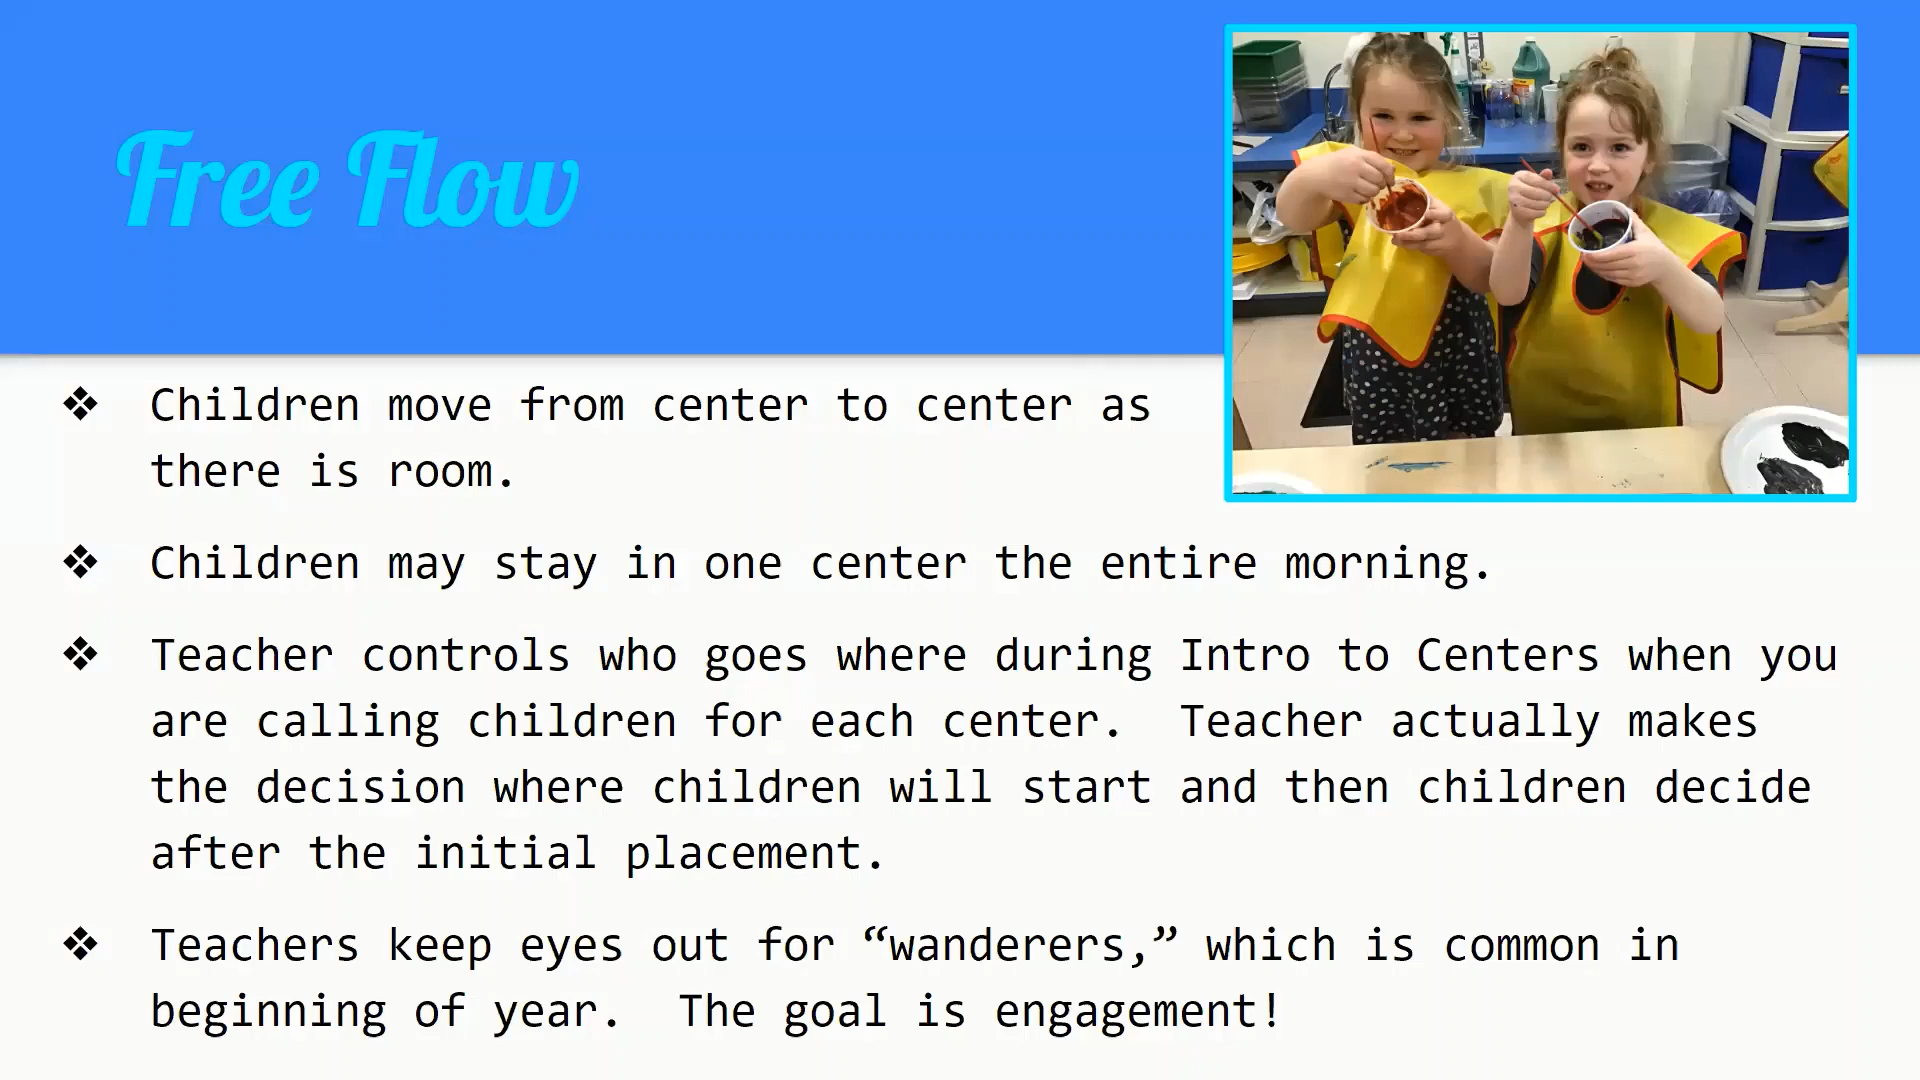 Free Flow
❖ Children move from center to center as
there is room.
❖ Children may stay in one center the entire morning.
❖ Teacher controls who goes where during Intro to Centers when you
are calling children for each center.  Teacher actually makes
the decision where children will start and then children decide
after the initial placement.
❖ Teachers keep eyes out for “wanderers,” which is common in
beginning of year.  The goal is engagement!